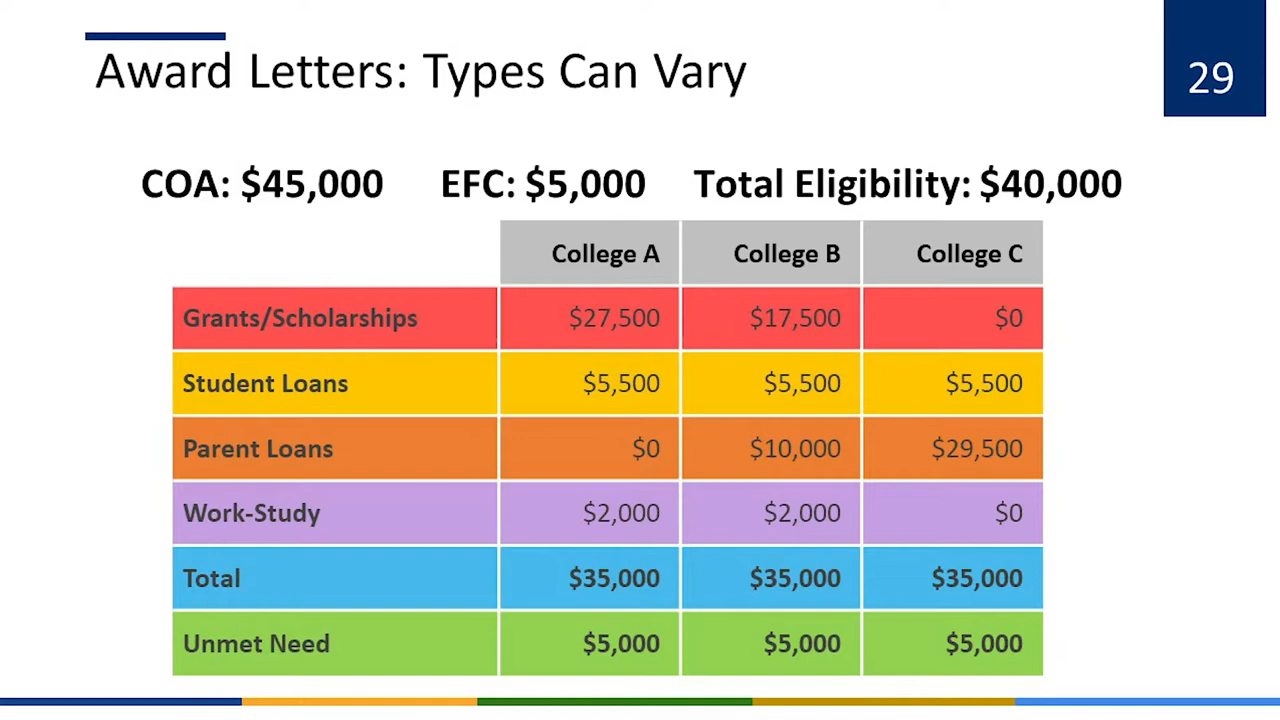 Award Letters: Types Can Vary
29
COA: $45,000 EFC: $5,000 Total Eligibility: $40,000
College A College B College C
Grants/Scholarships $27,500 $17,500 $0
Student Loans $5,500 $5,500 $5,500
Parent Loans $0 $10,000 $29,500
Work-Study $2,000 $2,000 $0
Total $35,000 $35,000 $35,000
Unmet Need $5,000 $5,000 $5,000